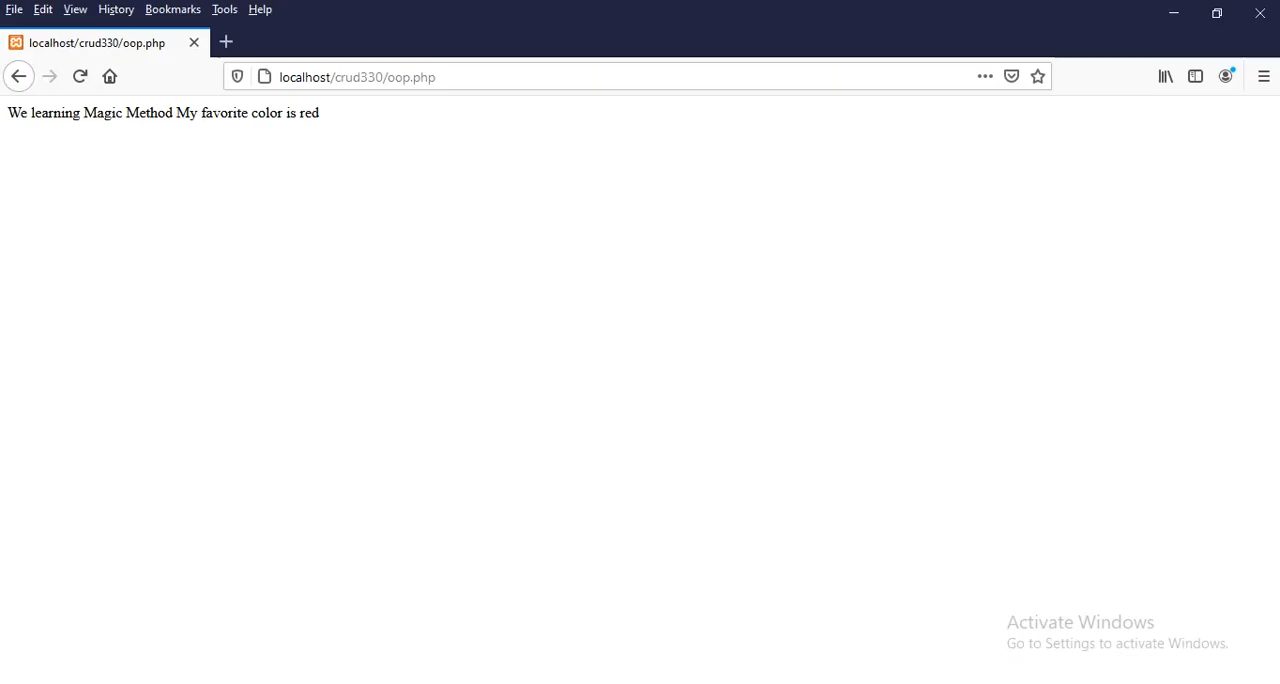 File Edit View History Bookmarks Tools Help
localhost/crud330/oop.php
localhost/crud330/oop.php
We learning Magic Method My favorite color is red
Activate Windows
Go to Settings to activate Windows.